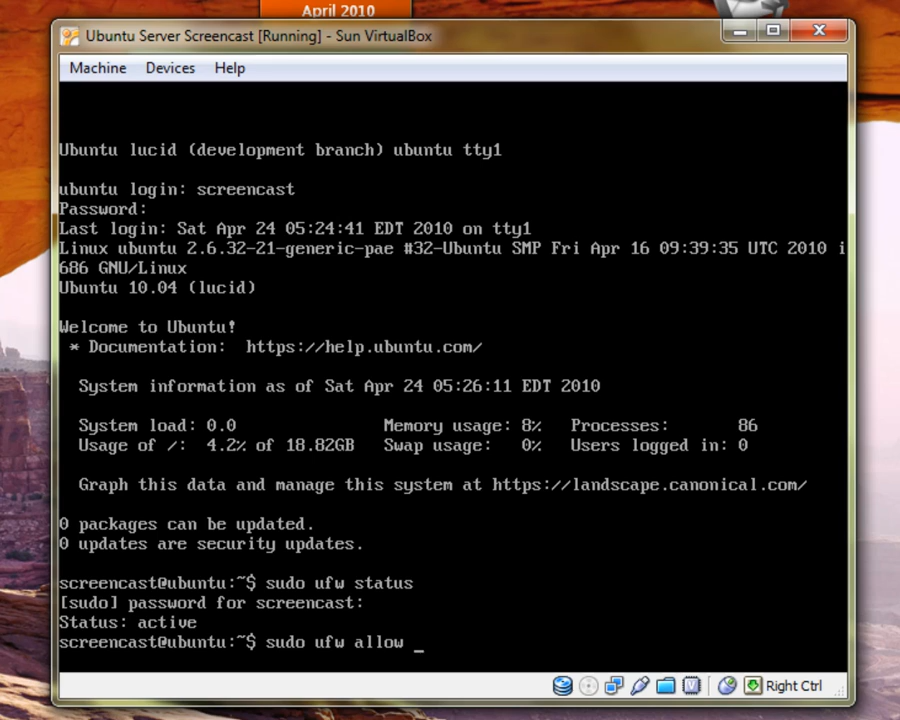 April 2010
Ubuntu Server Screencast [Running] - Sun VirtualBox
Machine Devices Help
Ubuntu lucid (development branch) ubuntu tty1
ubuntu login: screencast
Password:
Last login: Sat Apr 24 05:24:41 EDT 2010 on tty1
Linux ubuntu 2.6.32-21-generic-pae #32-Ubuntu SMP Fri Apr 16 09:39:35 UTC 2010 i
686 GNU/Linux
Ubuntu 10.04 (lucid)
Welcome to Ubuntu!
* Documentation: https://help.ubuntu.com/
System information as of Sat Apr 24 05:26:11 EDT 2010
System load: 0.0 Memory usage: 8% Processes: 86
Usage of /: 4.2% of 18.82GB Swap usage: 0% Users logged in: 0
Graph this data and manage this system at https://landscape.canonical.com/
0 packages can be updated.
0 updates are security updates.
screencast@ubuntu:~$ sudo ufw status
[sudo] password for screencast:
Status: active
screencast@ubuntu:~$ sudo ufw allow _
Right Ctrl